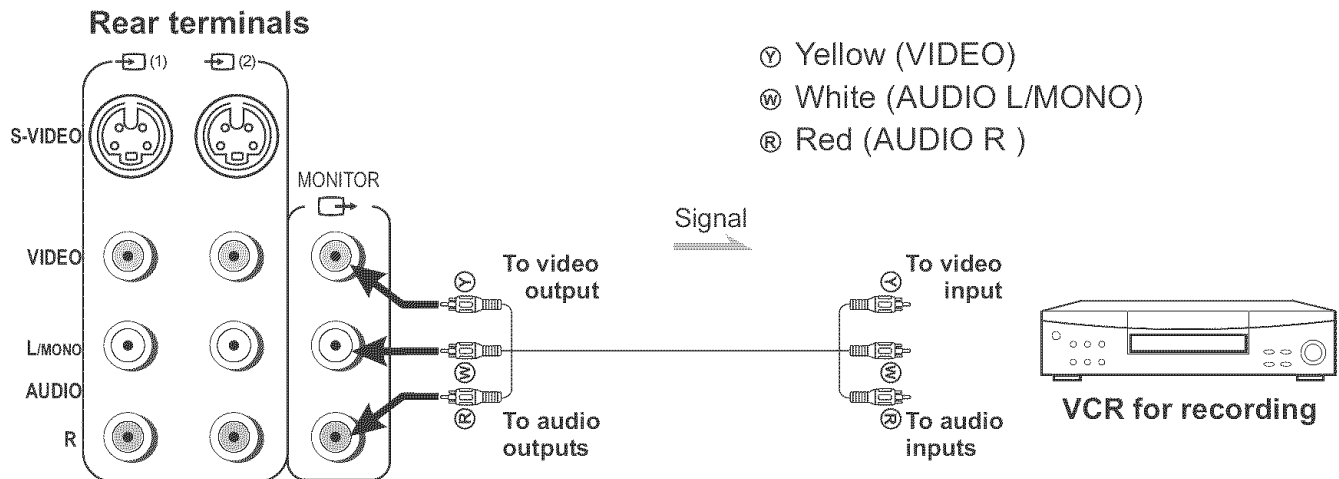 Rear terminals
(1)
(2)
S-VIDEO
MONITOR
VIDEO
L/MONO
AUDIO
R
Ⓨ Yellow (VIDEO)
Ⓦ White (AUDIO L/MONO)
Ⓡ Red (AUDIO R )
Signal
Ⓨ
To video
output
Ⓦ
Ⓡ
To audio
outputs
Ⓨ
To video
input
Ⓦ
Ⓡ
To audio
inputs
VCR for recording